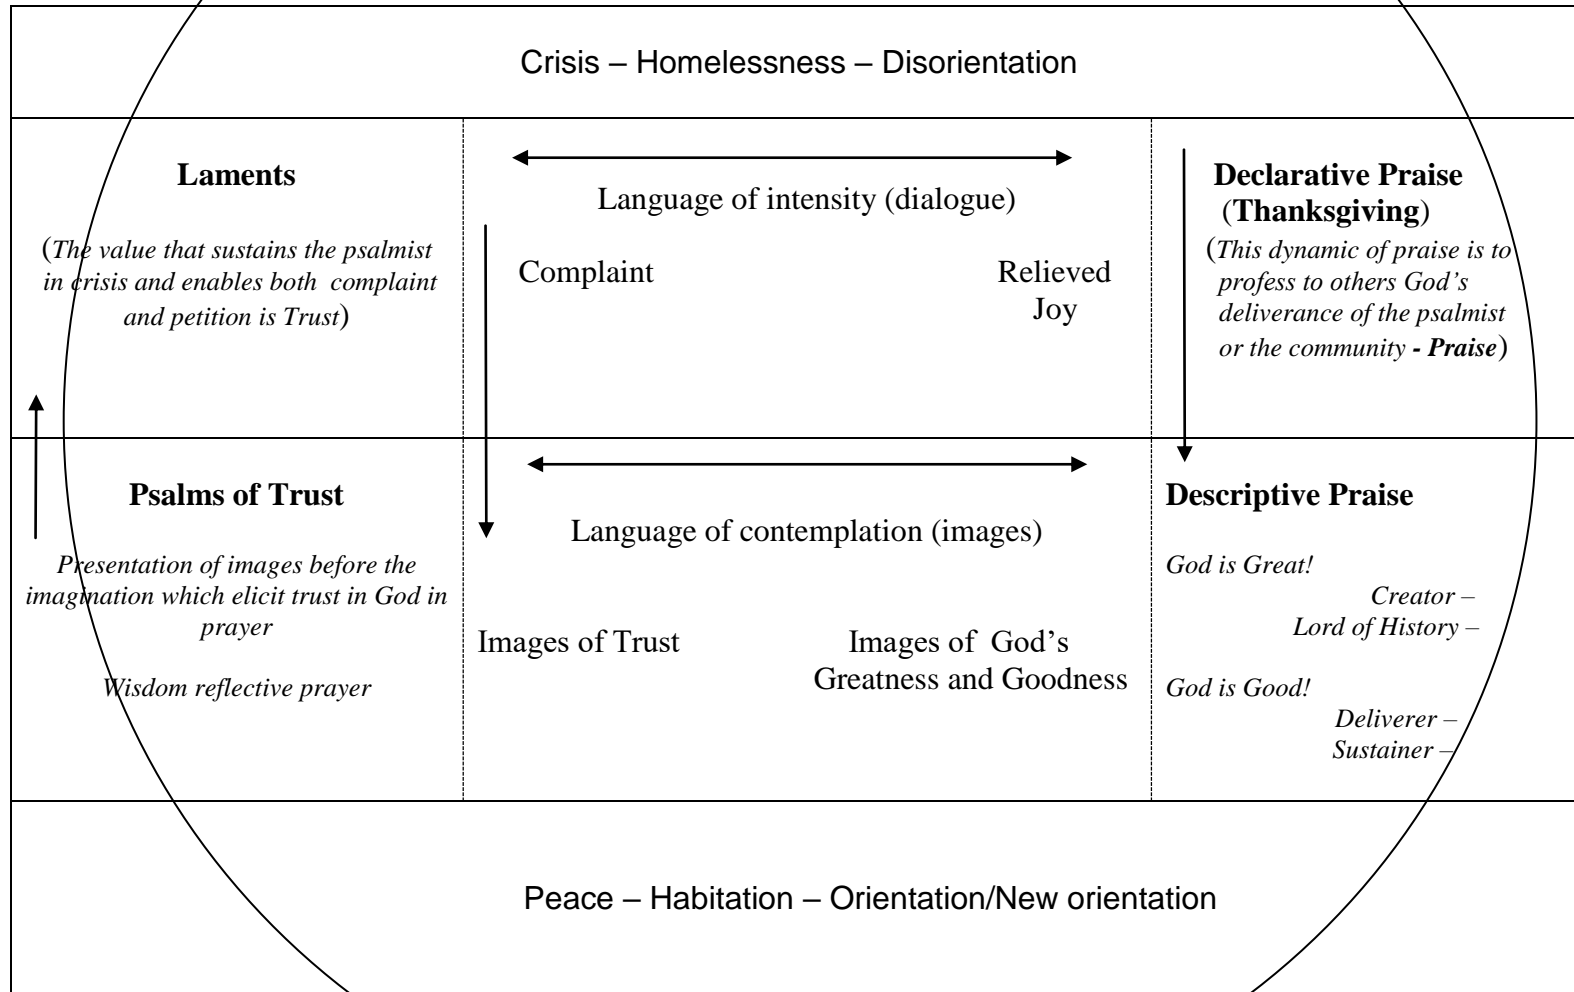 Crisis – Homelessness – Disorientation
Laments
(The value that sustains the psalmist
in crisis and enables both complaint
and petition is Trust)
Language of intensity (dialogue)
Complaint
Relieved
Joy
Declarative Praise
(Thanksgiving)
(This dynamic of praise is to
profess to others God's
deliverance of the psalmist
or the community - Praise)
Psalms of Trust
Presentation of images before the
imagination which elicit trust in God in
prayer
Wisdom reflective prayer
Language of contemplation (images)
Images of Trust
Images of God's
Greatness and Goodness
Descriptive Praise
God is Great!
Creator –
Lord of History –
God is Good!
Deliverer –
Sustainer –
Peace – Habitation – Orientation/New orientation